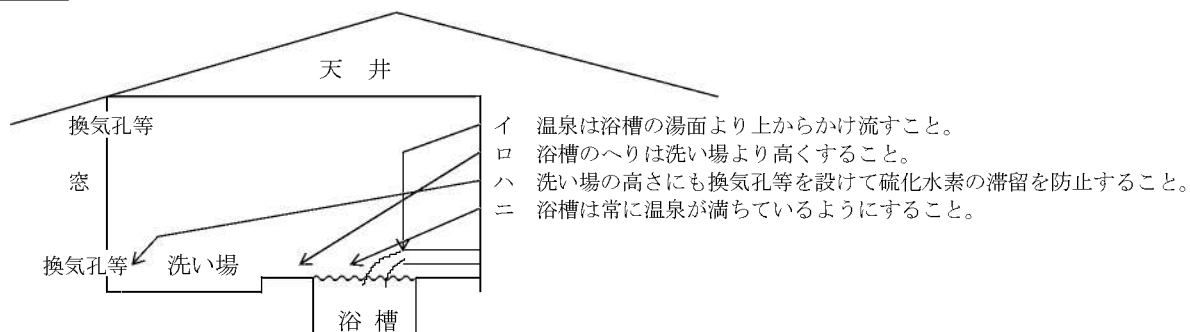 天 井
換気孔等
窓
換気孔等
洗い場
浴 槽
イ 温泉は浴槽の湯面より上からかけ流すこと。
ロ 浴槽のへりは洗い場より高くすること。
ハ 洗い場の高さにも換気孔等を設けて硫化水素の滞留を防止すること。
ニ 浴槽は常に温泉が満ちているようにすること。